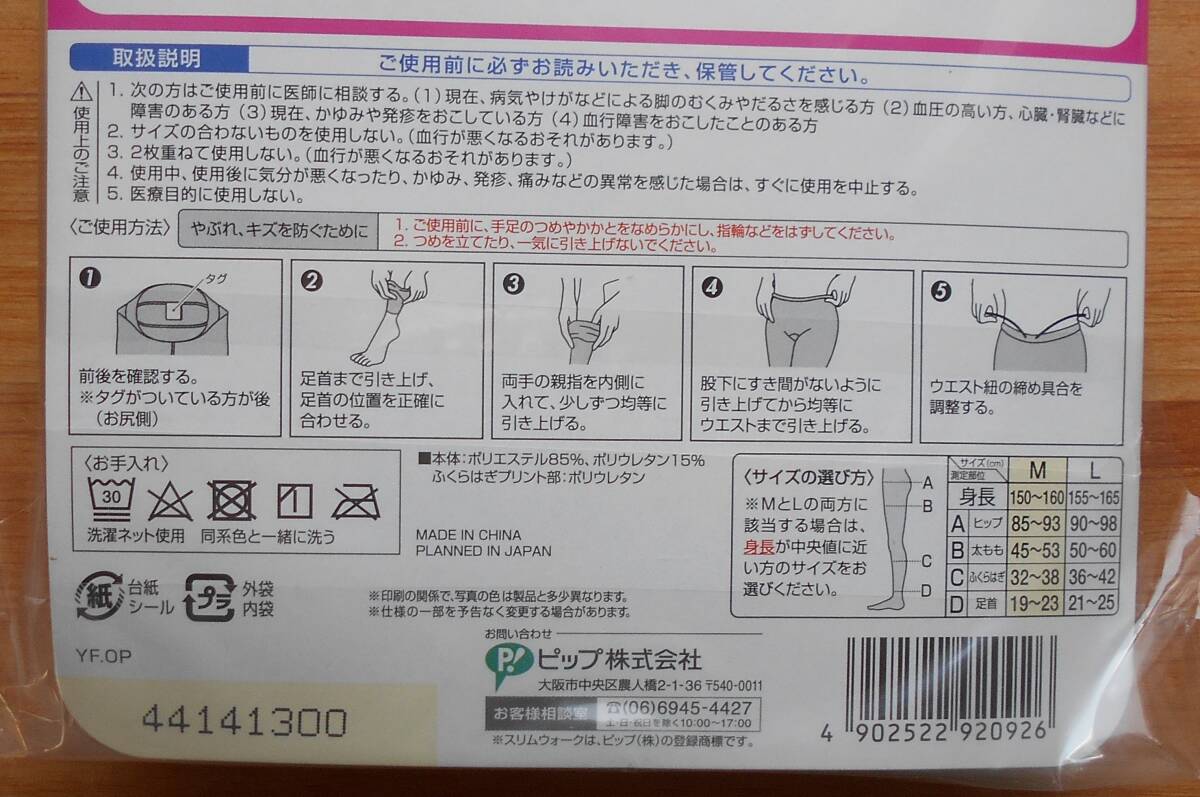 取扱説明
ご使用前に必ずお読みいただき、保管してください。
使用上のご注意
1. 次の方はご使用前に医師に相談する。(1)現在、病気やけがなどによる脚のむくみやだるさを感じる方 (2)血圧の高い方、心臓・腎臓などに
障害のある方 (3)現在、かゆみや発疹をおこしている方 (4)血行障害をおこしたことのある方
2. サイズの合わないものを使用しない。(血行が悪くなるおそれがあります。)
3. 2枚重ねて使用しない。(血行が悪くなるおそれがあります。)
4. 使用中、使用後に気分が悪くなったり、かゆみ、発疹、痛みなどの異常を感じた場合は、すぐに使用を中止する。
5. 医療目的に使用しない。
〈ご使用方法〉
やぶれ、キズを防ぐために
1. ご使用前に、手足のつめやかかとをなめらかにし、指輪などをはずしてください。
2. つめを立てたり、一気に引き上げないでください。
1
タグ
前後を確認する。
※タグがついている方が後
(お尻側)
2
足首まで引き上げ、
足首の位置を正確に
合わせる。
3
両手の親指を内側に
入れて、少しずつ均等に
引き上げる。
4
股下にすき間がないように
引き上げてから均等に
ウエストまで引き上げる。
5
ウエスト紐の締め具合を
調整する。
〈お手入れ〉
30
洗濯ネット使用 同系色と一緒に洗う
■本体:ポリエステル85%、ポリウレタン15%
ふくらはぎプリント部:ポリウレタン
MADE IN CHINA
PLANNED IN JAPAN
〈サイズの選び方〉
※MとLの両方に
該当する場合は、
身長が中央値に近
い方のサイズをお
選びください。
A
B
C
D
サイズ(cm) M L
測定部位
身長 150~160 155~165
A ヒップ 85~93 90~98
B 太もも 45~53 50~60
C ふくらはぎ 32~38 36~42
D 足首 19~23 21~25
紙 台紙
シール
プラ 外袋
内袋
※印刷の関係で、写真の色は製品と多少異なります。
※仕様の一部を予告なく変更する場合があります。
YF.OP
44141300
お問い合わせ
P! ピップ株式会社
大阪市中央区農人橋2-1-36 〒540-0011
お客様相談室 ☎(06)6945-4427
土・日・祝日を除く10:00~17:00
※スリムウォークは、ピップ(株)の登録商標です。
4 902522 920926